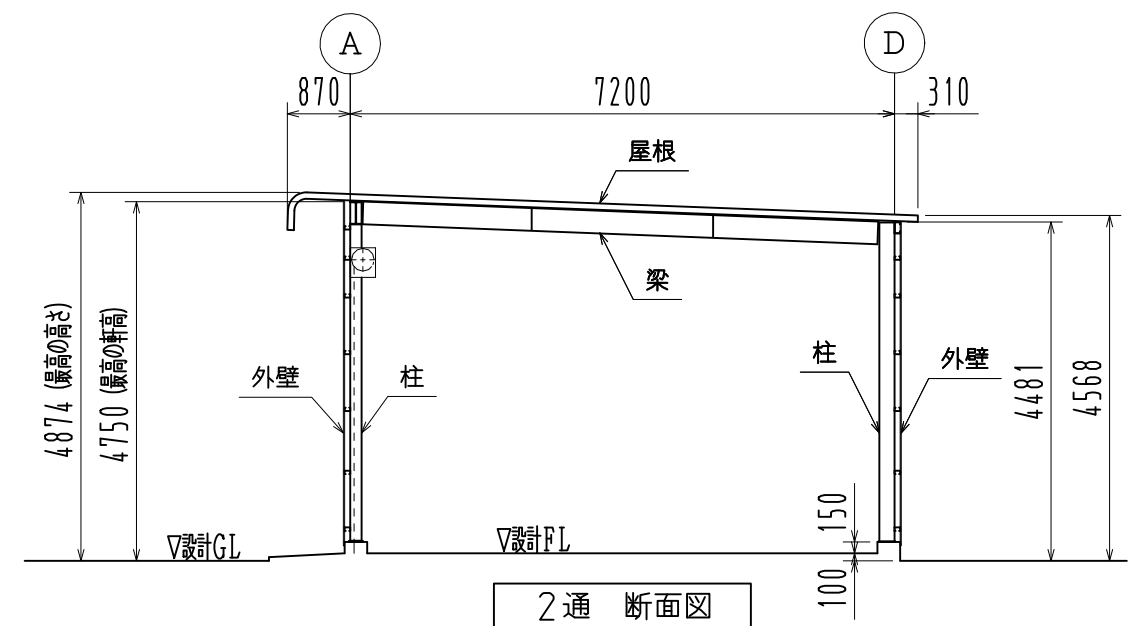 A
D
870
7200
310
屋根
梁
4874 (最高の高さ)
4750 (最高の軒高)
外壁
柱
柱
外壁
4481
4568
150
100
▽設計GL
▽設計FL
2通 断面図